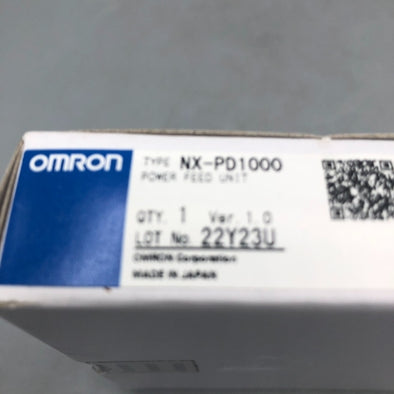 OMRON
TYPE NX-PD1000
POWER FEED UNIT
QTY. 1 Ver. 1.0
LOT No. 22Y23U
OMRON Corporation
MADE IN JAPAN